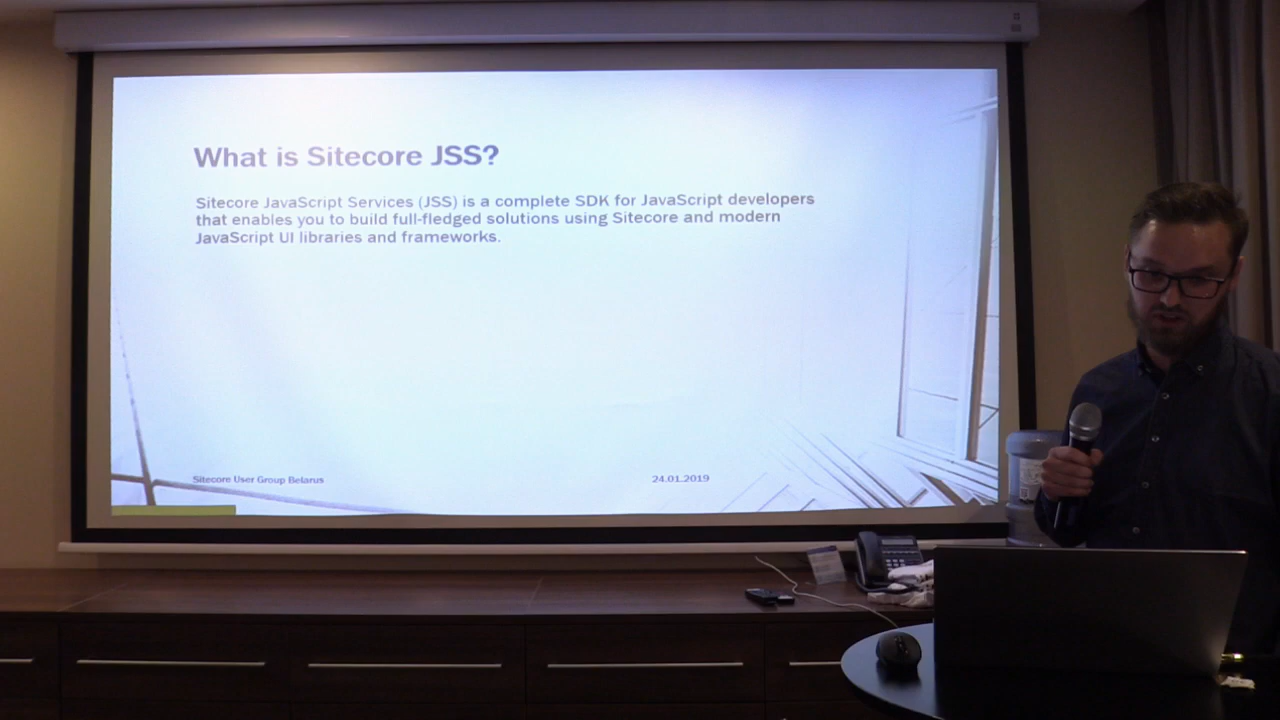 What is Sitecore JSS?
Sitecore JavaScript Services (JSS) is a complete SDK for JavaScript developers
that enables you to build full-fledged solutions using Sitecore and modern
JavaScript UI libraries and frameworks.
Sitecore User Group Belarus
24.01.2019